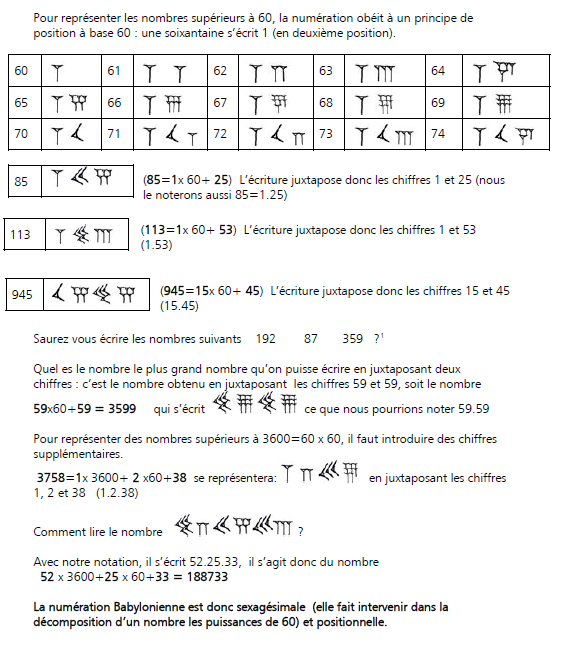 Pour représenter les nombres supérieurs à 60, la numération obéit à un principe de
position à base 60 : une soixantaine s'écrit 1 (en deuxième position).
60 61 62 63 64
65 66 67 68 69
70 71 72 73 74
85 (85=1x 60+ 25) L'écriture juxtapose donc les chiffres 1 et 25 (nous
le noterons aussi 85=1.25)
113 (113=1x 60+ 53) L'écriture juxtapose donc les chiffres 1 et 53
(1.53)
945 (945=15x 60+ 45) L'écriture juxtapose donc les chiffres 15 et 45
(15.45)
Saurez vous écrire les nombres suivants 192 87 359 ?¹
Quel es le nombre le plus grand nombre qu'on puisse écrire en juxtaposant deux
chiffres : c'est le nombre obtenu en juxtaposant les chiffres 59 et 59, soit le nombre
59x60+59 = 3599 qui s'écrit ce que nous pourrions noter 59.59
Pour représenter des nombres supérieurs à 3600=60 x 60, il faut introduire des chiffres
supplémentaires.
3758=1x 3600+ 2 x60+38 se représentera: en juxtaposant les chiffres
1, 2 et 38 (1.2.38)
Comment lire le nombre ?
Avec notre notation, il s'écrit 52.25.33, il s'agit donc du nombre
52 x 3600+25 x 60+33 = 188733
La numération Babylonienne est donc sexagésimale (elle fait intervenir dans la
décomposition d'un nombre les puissances de 60) et positionnelle.